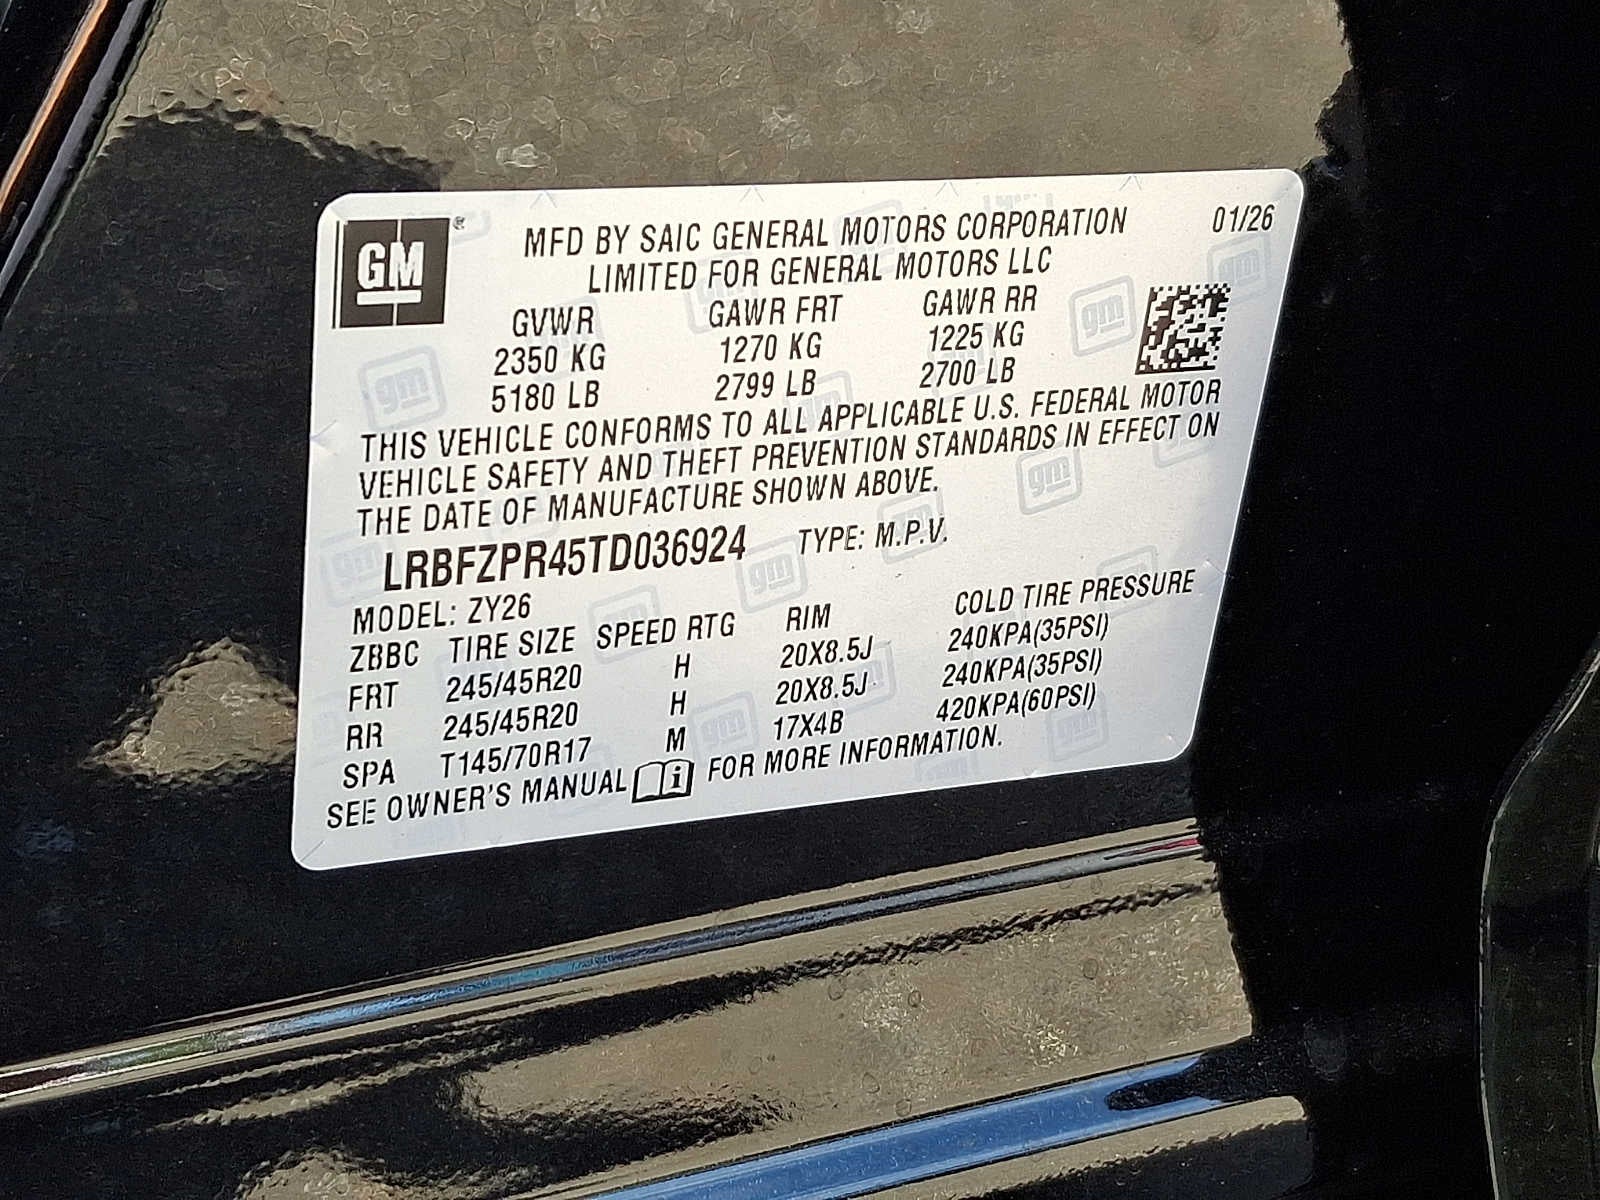 GM ®
MFD BY SAIC GENERAL MOTORS CORPORATION 01/26
LIMITED FOR GENERAL MOTORS LLC
GVWR GAWR FRT GAWR RR
2350 KG 1270 KG 1225 KG
5180 LB 2799 LB 2700 LB
THIS VEHICLE CONFORMS TO ALL APPLICABLE U.S. FEDERAL MOTOR
VEHICLE SAFETY AND THEFT PREVENTION STANDARDS IN EFFECT ON
THE DATE OF MANUFACTURE SHOWN ABOVE.
LRBFZPR45TD036924 TYPE: M.P.V.
MODEL: ZY26
ZBBC TIRE SIZE SPEED RTG RIM COLD TIRE PRESSURE
FRT 245/45R20 H 20X8.5J 240KPA(35PSI)
RR 245/45R20 H 20X8.5J 240KPA(35PSI)
SPA T145/70R17 M 17X4B 420KPA(60PSI)
SEE OWNER'S MANUAL i FOR MORE INFORMATION.